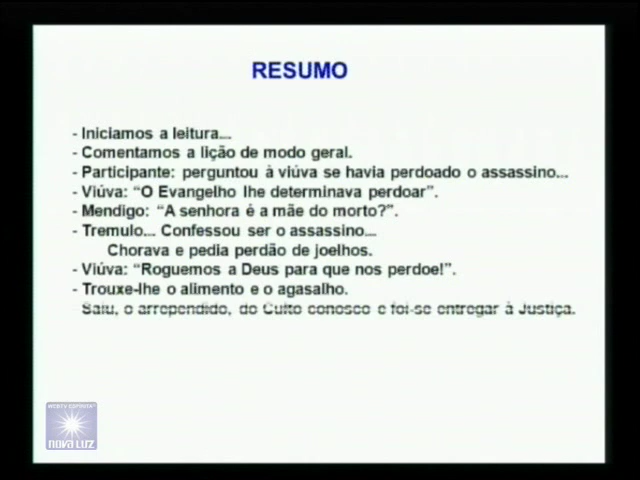 RESUMO
- Iniciamos a leitura...
- Comentamos a lição de modo geral.
- Participante: perguntou à viúva se havia perdoado o assassino...
- Viúva: “O Evangelho lhe determinava perdoar”.
- Mendigo: “A senhora é a mãe do morto?”.
- Tremulo... Confessou ser o assassino...
Chorava e pedia perdão de joelhos.
- Viúva: “Roguemos a Deus para que nos perdoe!”.
- Trouxe-lhe o alimento e o agasalho.
Saiu, o arrependido, do Culto conosco e foi-se entregar à Justiça.
NOVA LUZ